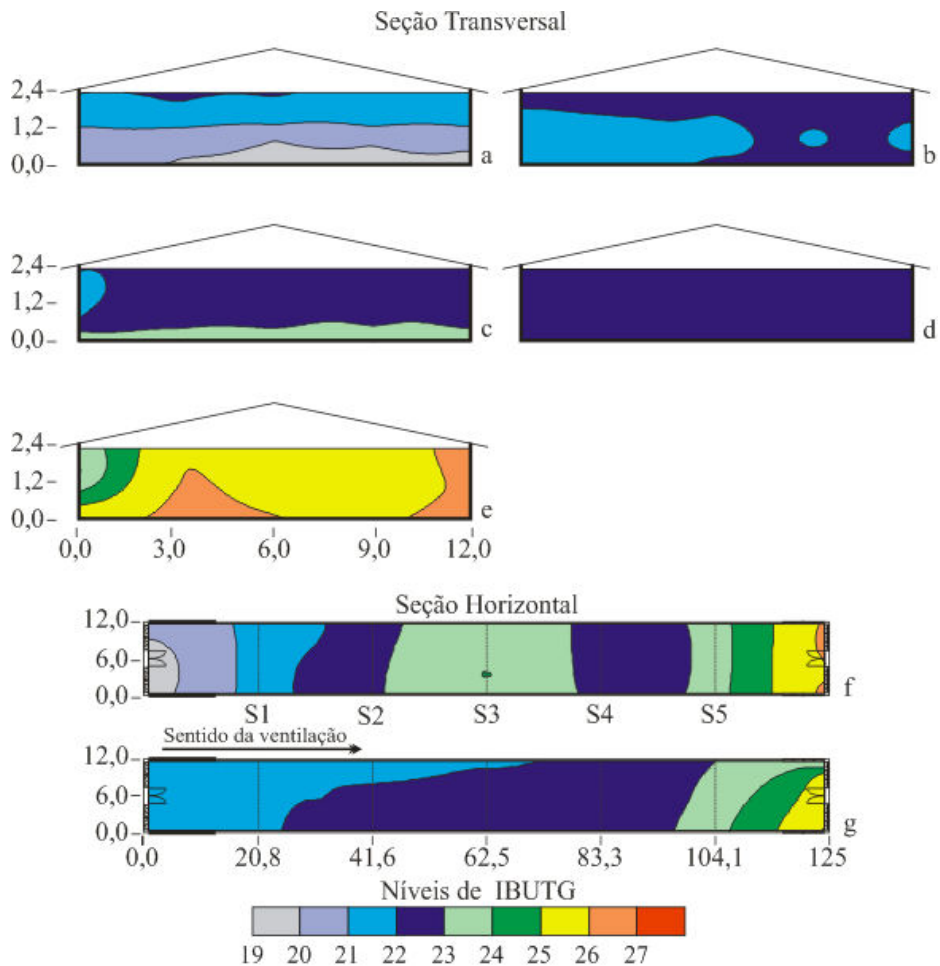 Seção Transversal
2,4
1,2
0,0
a
b
2,4
1,2
0,0
c
d
2,4
1,2
0,0
e
0,0 3,0 6,0 9,0 12,0
Seção Horizontal
12,0
6,0
0,0
f
S1 S2 S3 S4 S5
Sentido da ventilação
12,0
6,0
0,0
g
0,0 20,8 41,6 62,5 83,3 104,1 125
Níveis de IBUTG
19 20 21 22 23 24 25 26 27